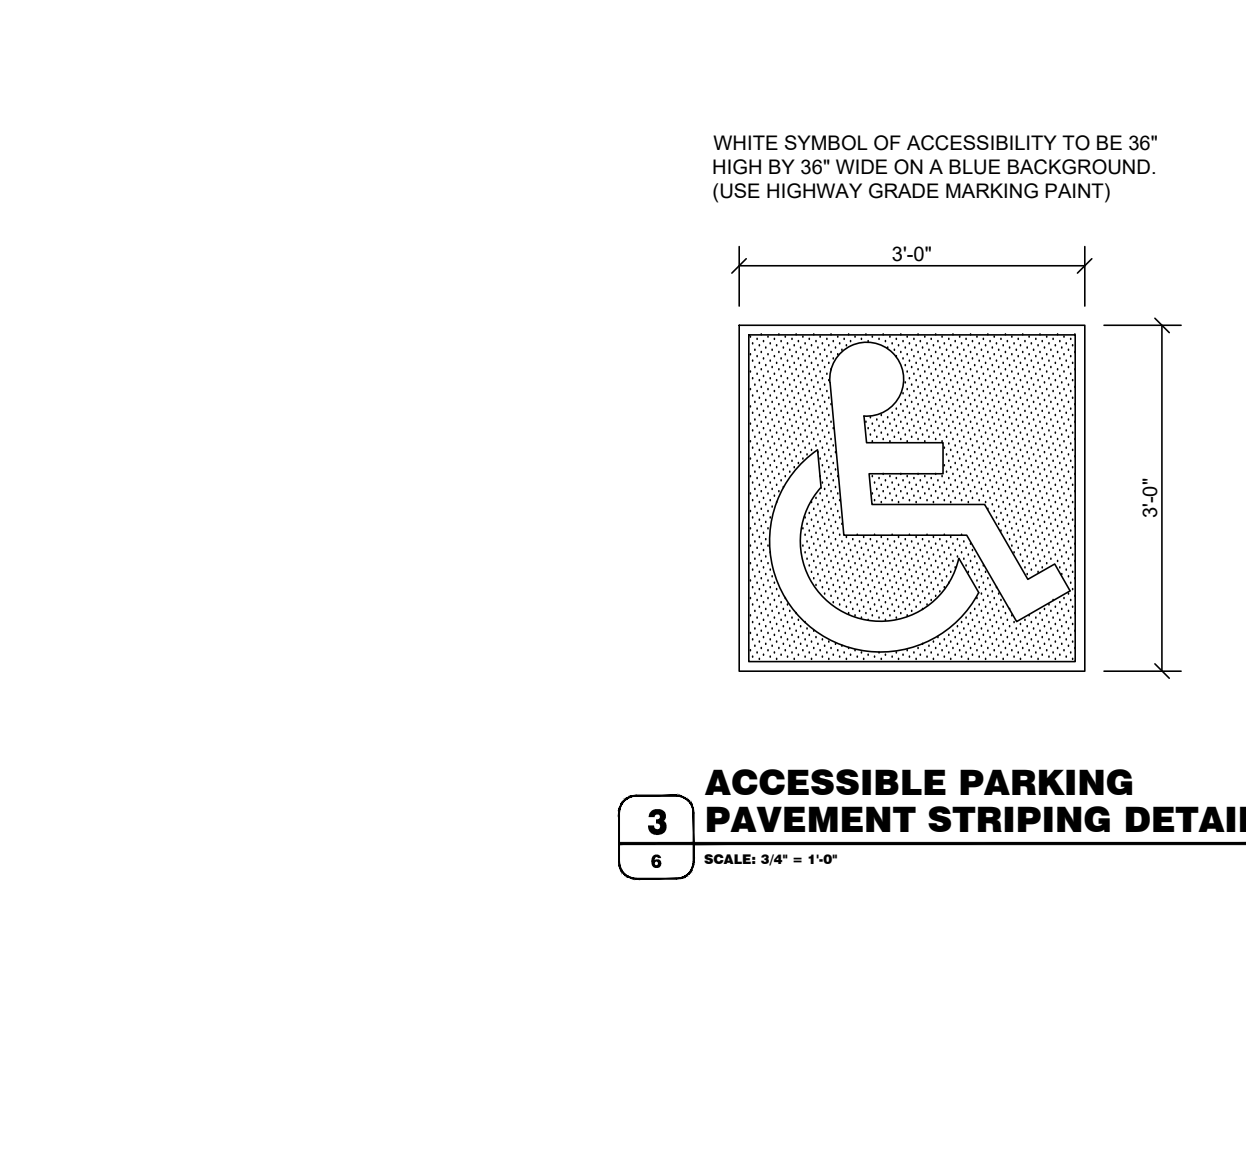 WHITE SYMBOL OF ACCESSIBILITY TO BE 36"
HIGH BY 36" WIDE ON A BLUE BACKGROUND.
(USE HIGHWAY GRADE MARKING PAINT)
3'-0"
3'-0"
ACCESSIBLE PARKING
3
PAVEMENT STRIPING DETAI
6
SCALE: 3/4" = 1'-0"